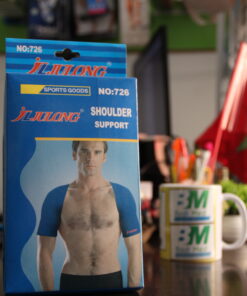 NO:726
JLJOLONG
SPORTS GOODS
NO:726
JLJOLONG
SHOULDER
SUPPORT
BM
BM